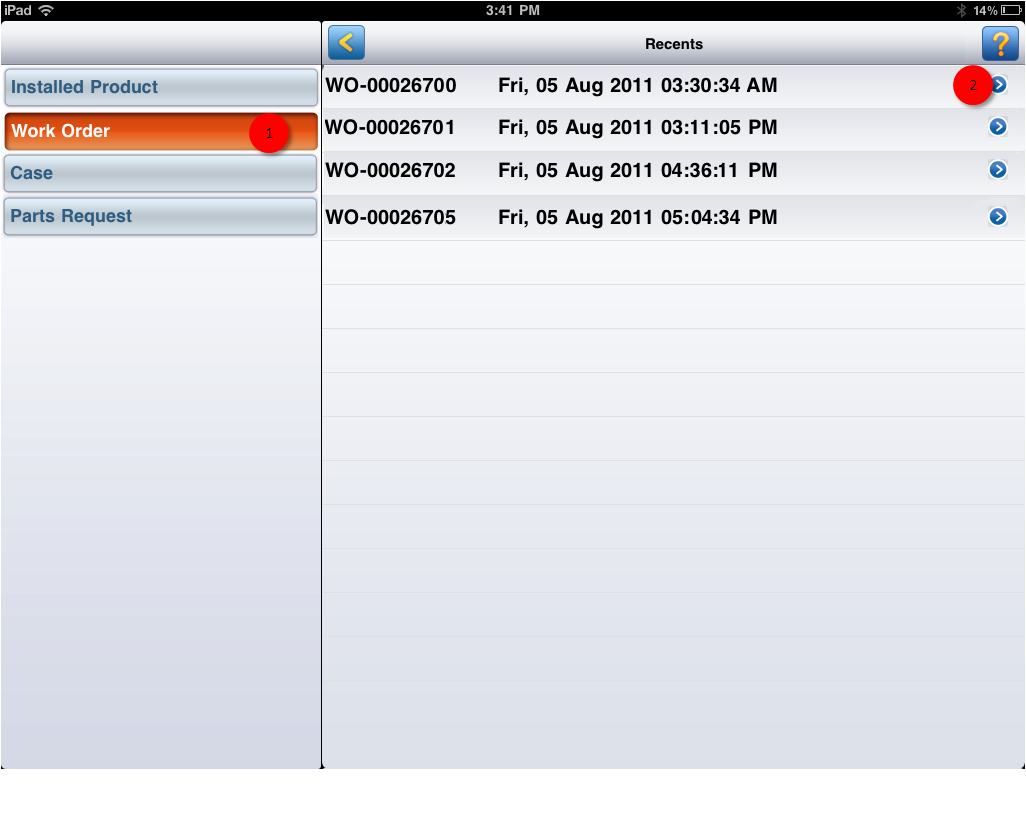 iPad 3:41 PM 14%
Recents ?
Installed Product
Work Order 1
Case
Parts Request
WO-00026700 Fri, 05 Aug 2011 03:30:34 AM 2
WO-00026701 Fri, 05 Aug 2011 03:11:05 PM
WO-00026702 Fri, 05 Aug 2011 04:36:11 PM
WO-00026705 Fri, 05 Aug 2011 05:04:34 PM